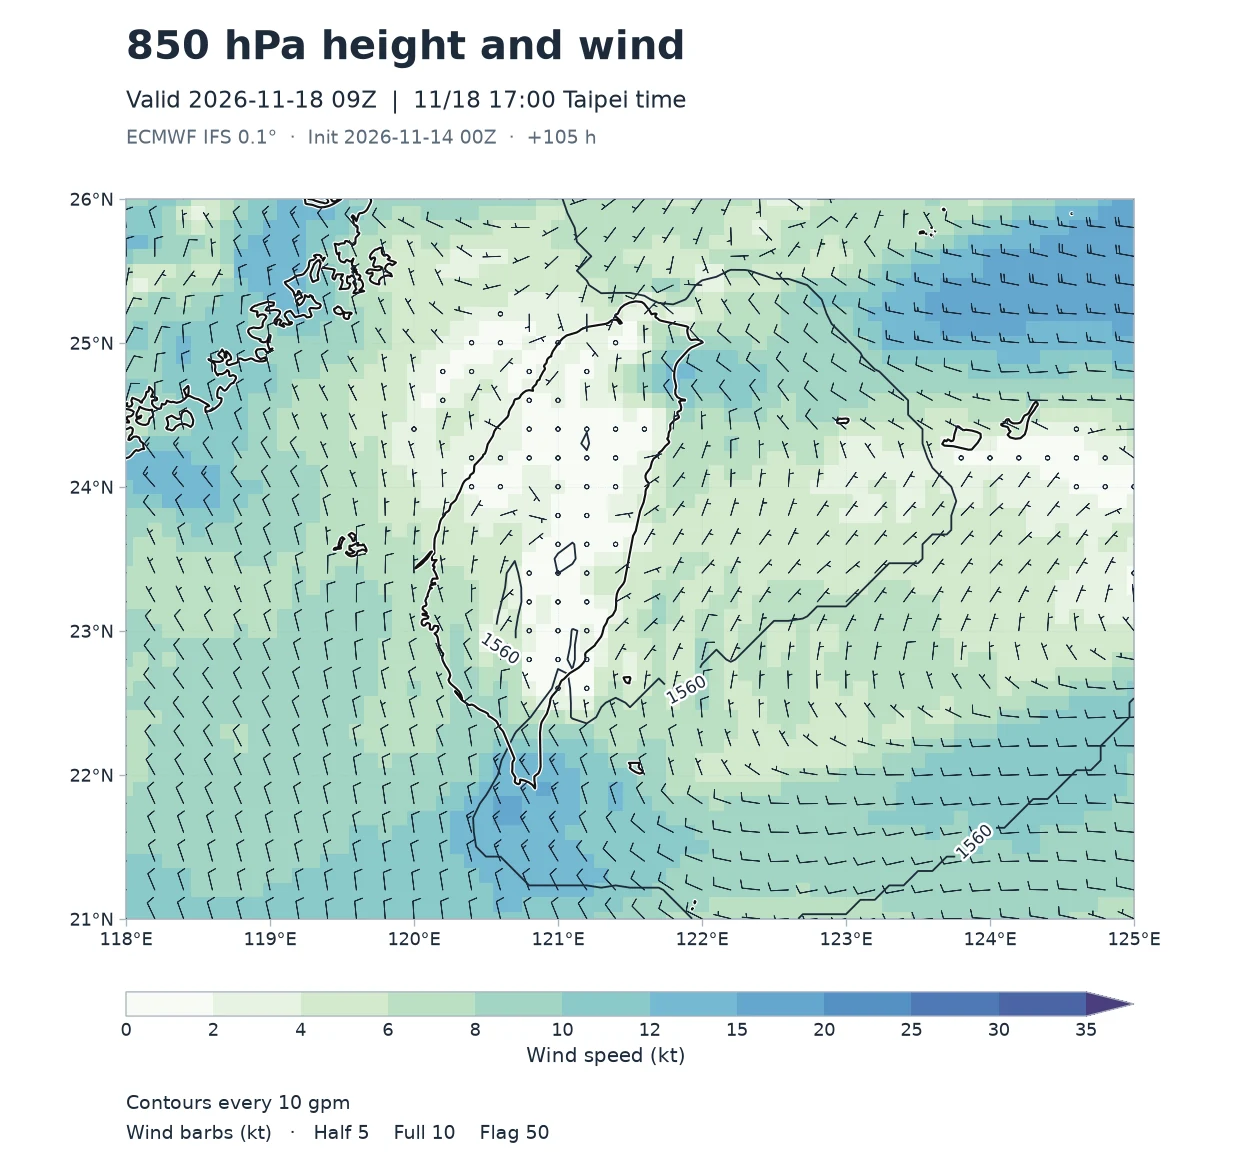 850 hPa height and wind
Valid 2026-11-18 09Z | 11/18 17:00 Taipei time
ECMWF IFS 0.1° · Init 2026-11-14 00Z · +105 h
26°N
25°N
24°N
23°N
22°N
21°N
1560
1560
1560
118°E 119°E 120°E 121°E 122°E 123°E 124°E 125°E
0 2 4 6 8 10 12 15 20 25 30 35
Wind speed (kt)
Contours every 10 gpm
Wind barbs (kt) · Half 5 Full 10 Flag 50